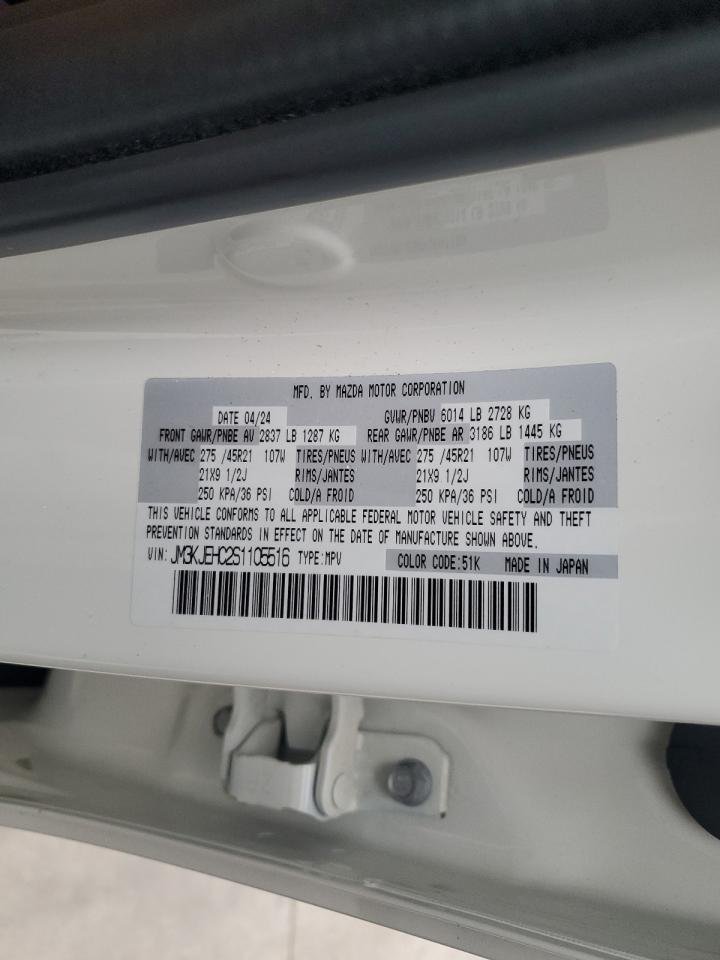 MFD. BY MAZDA MOTOR CORPORATION
DATE 04/24 GVWR/PNBV 6014 LB 2728 KG
FRONT GAWR/PNBE AV 2837 LB 1287 KG REAR GAWR/PNBE AR 3186 LB 1445 KG
WITH/AVEC 275 /45R21 107W TIRES/PNEUS WITH/AVEC 275 /45R21 107W TIRES/PNEUS
21X9 1/2J RIMS/JANTES 21X9 1/2J RIMS/JANTES
250 KPA/36 PSI COLD/A FROID 250 KPA/36 PSI COLD/A FROID
THIS VEHICLE CONFORMS TO ALL APPLICABLE FEDERAL MOTOR VEHICLE SAFETY AND THEFT
PREVENTION STANDARDS IN EFFECT ON THE DATE OF MANUFACTURE SHOWN ABOVE.
VIN: JM3KJEHC2S1105516 TYPE:MPV COLOR CODE:51K MADE IN JAPAN